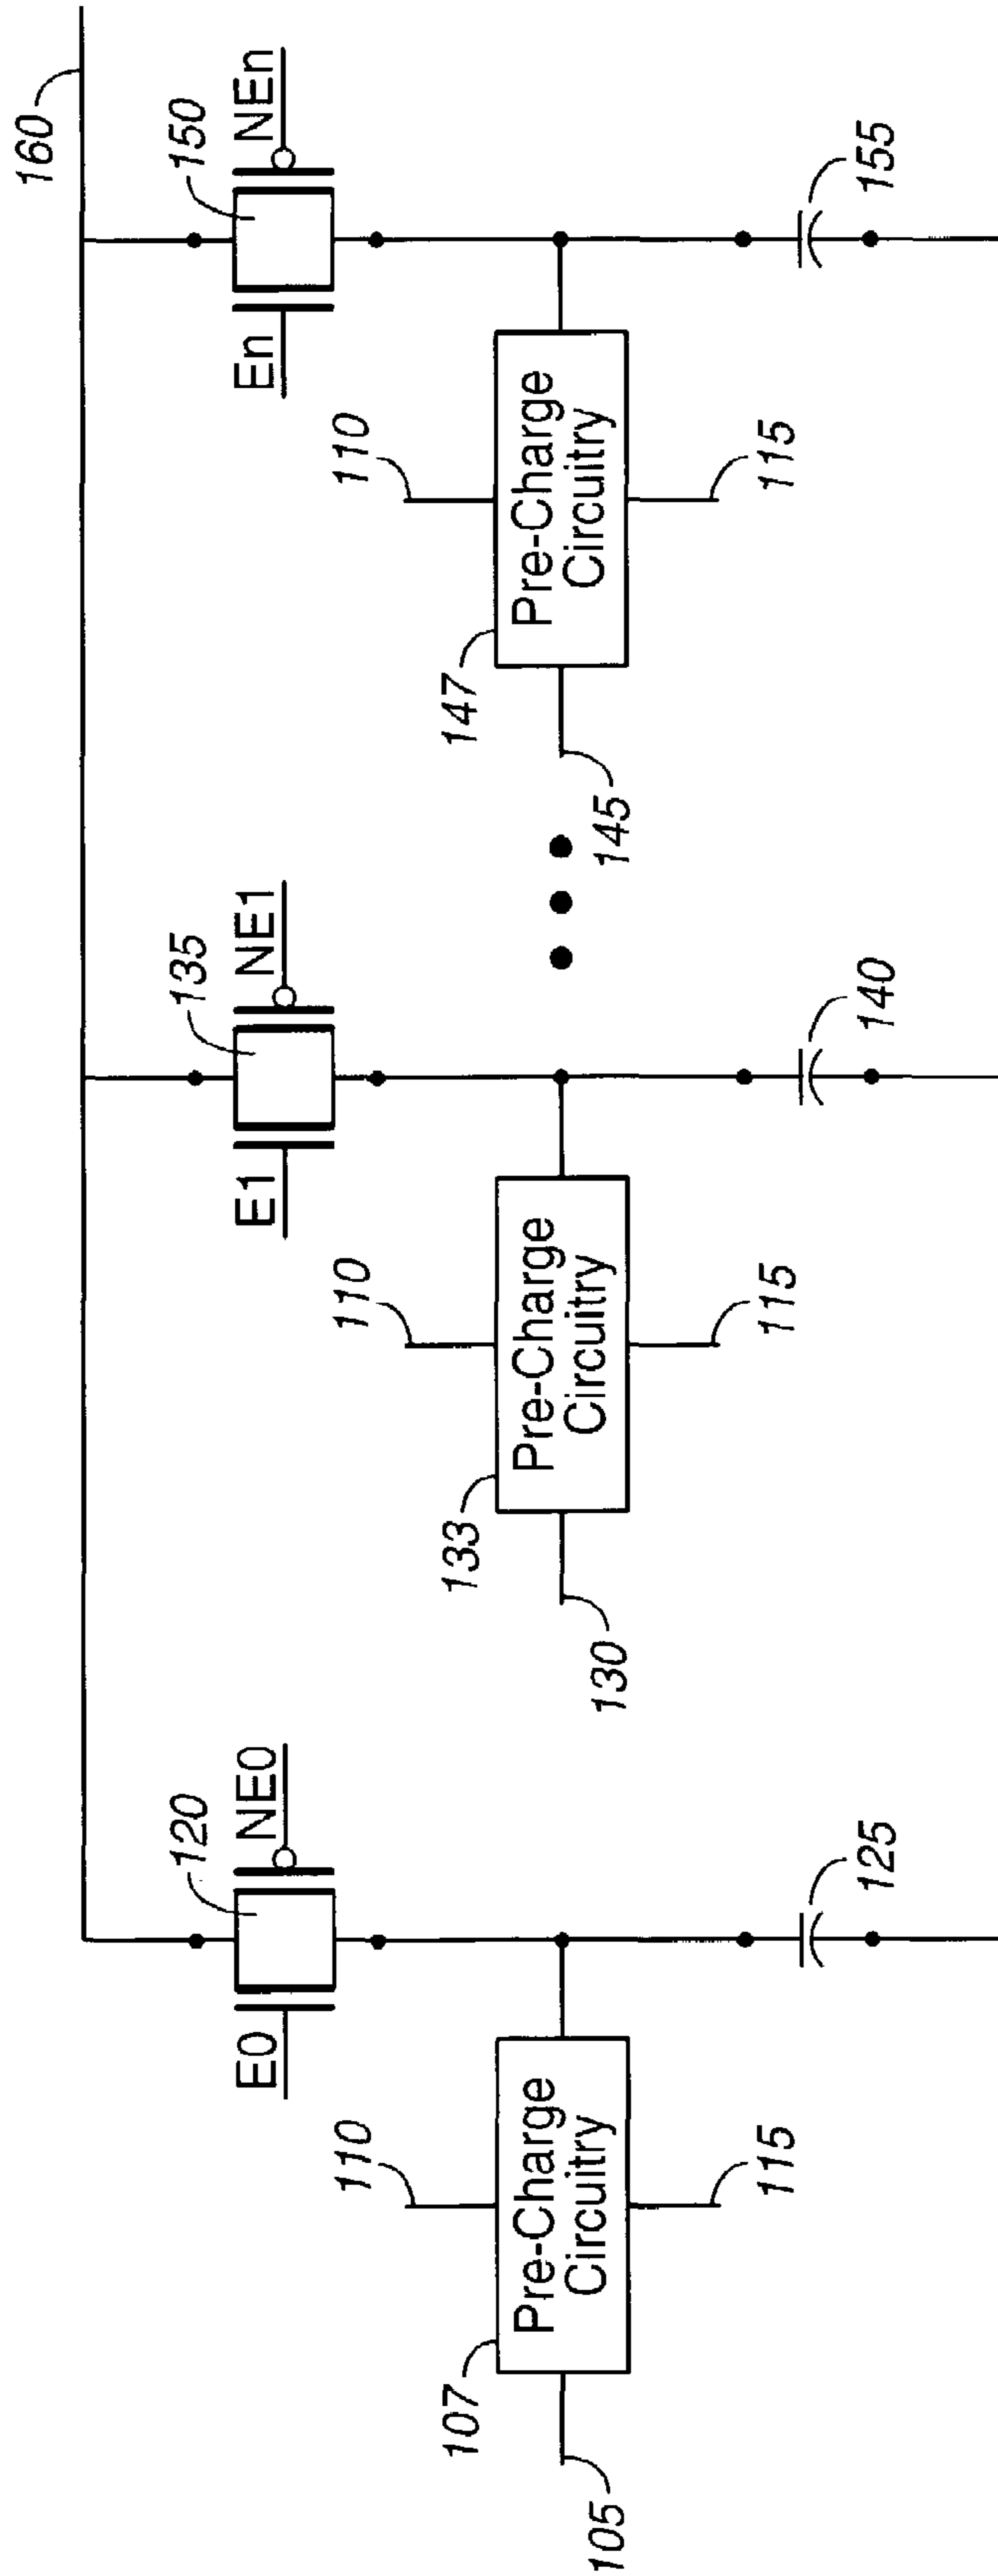 160
120
E0
NE0
135
E1
NE1
150
En
NEn
110
110
110
107
Pre-Charge
Circuitry
133
Pre-Charge
Circuitry
147
Pre-Charge
Circuitry
105
115
125
130
115
140
145
115
155